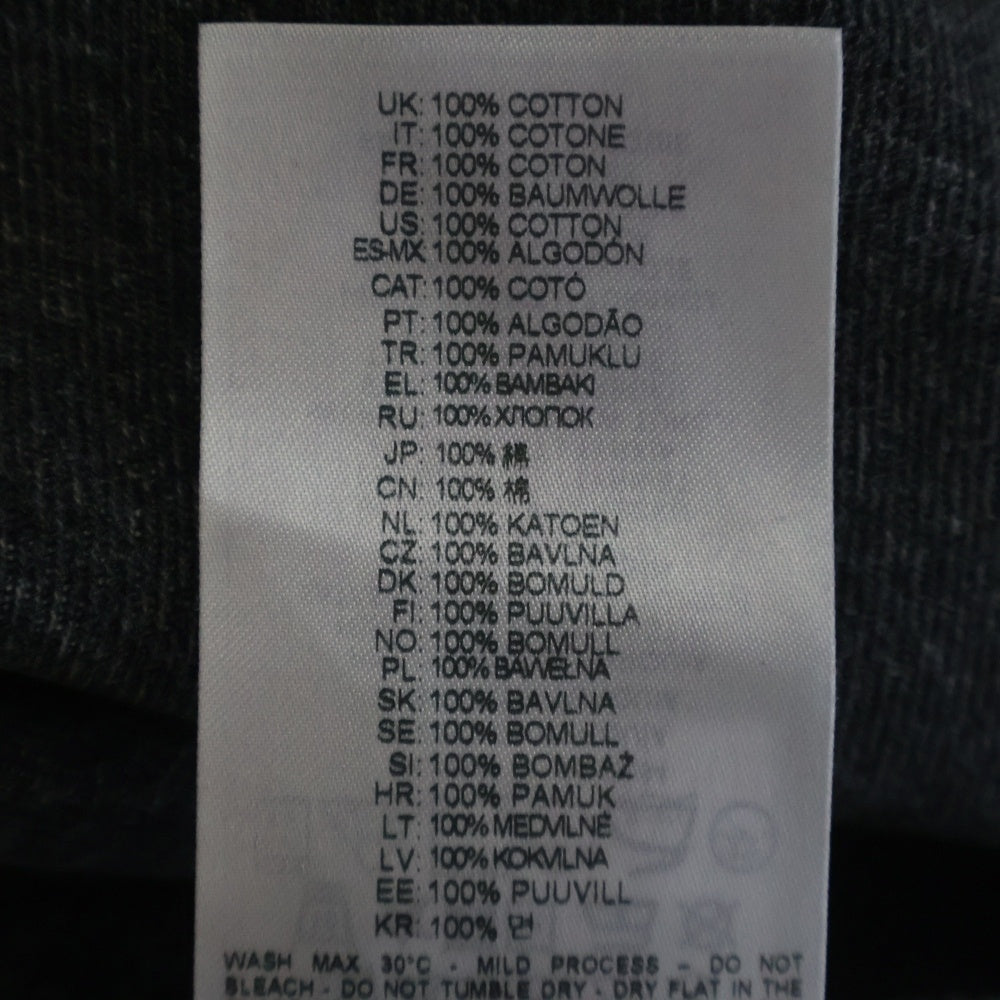 UK: 100% COTTON
IT: 100% COTONE
FR: 100% COTON
DE: 100% BAUMWOLLE
US: 100% COTTON
ES-MX: 100% ALGODÓN
CAT: 100% COTÓ
PT: 100% ALGODÃO
TR: 100% PAMUKLU
EL: 100% ΒΑΜΒΑΚΙ
RU: 100% ХЛОПОК
JP: 100% 綿
CN: 100% 棉
NL: 100% KATOEN
CZ: 100% BAVLNA
DK: 100% BOMULD
FI: 100% PUUVILLA
NO: 100% BOMULL
PL: 100% BAWEŁNA
SK: 100% BAVLNA
SE: 100% BOMULL
SI: 100% BOMBAŽ
HR: 100% PAMUK
LT: 100% MEDVILNĖ
LV: 100% KOKVILNA
EE: 100% PUUVILL
KR: 100% 면
WASH MAX 30°C - MILD PROCESS - DO NOT
BLEACH - DO NOT TUMBLE DRY - DRY FLAT IN THE